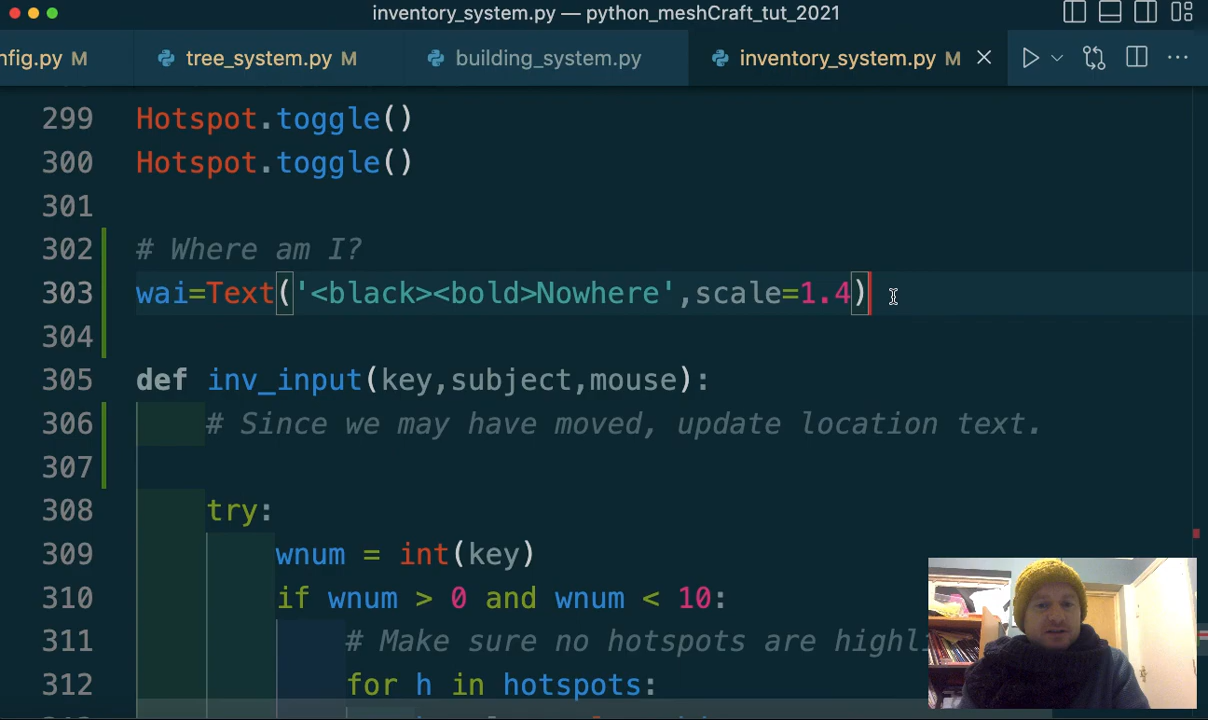 inventory_system.py — python_meshCraft_tut_2021
nfig.py M tree_system.py M building_system.py inventory_system.py M
299 Hotspot.toggle()
300 Hotspot.toggle()
301
302 # Where am I?
303 wai=Text('<black><bold>Nowhere',scale=1.4)
304
305 def inv_input(key,subject,mouse):
306 # Since we may have moved, update location text.
307
308 try:
309 wnum = int(key)
310 if wnum > 0 and wnum < 10:
311 # Make sure no hotspots are highl
312 for h in hotspots: